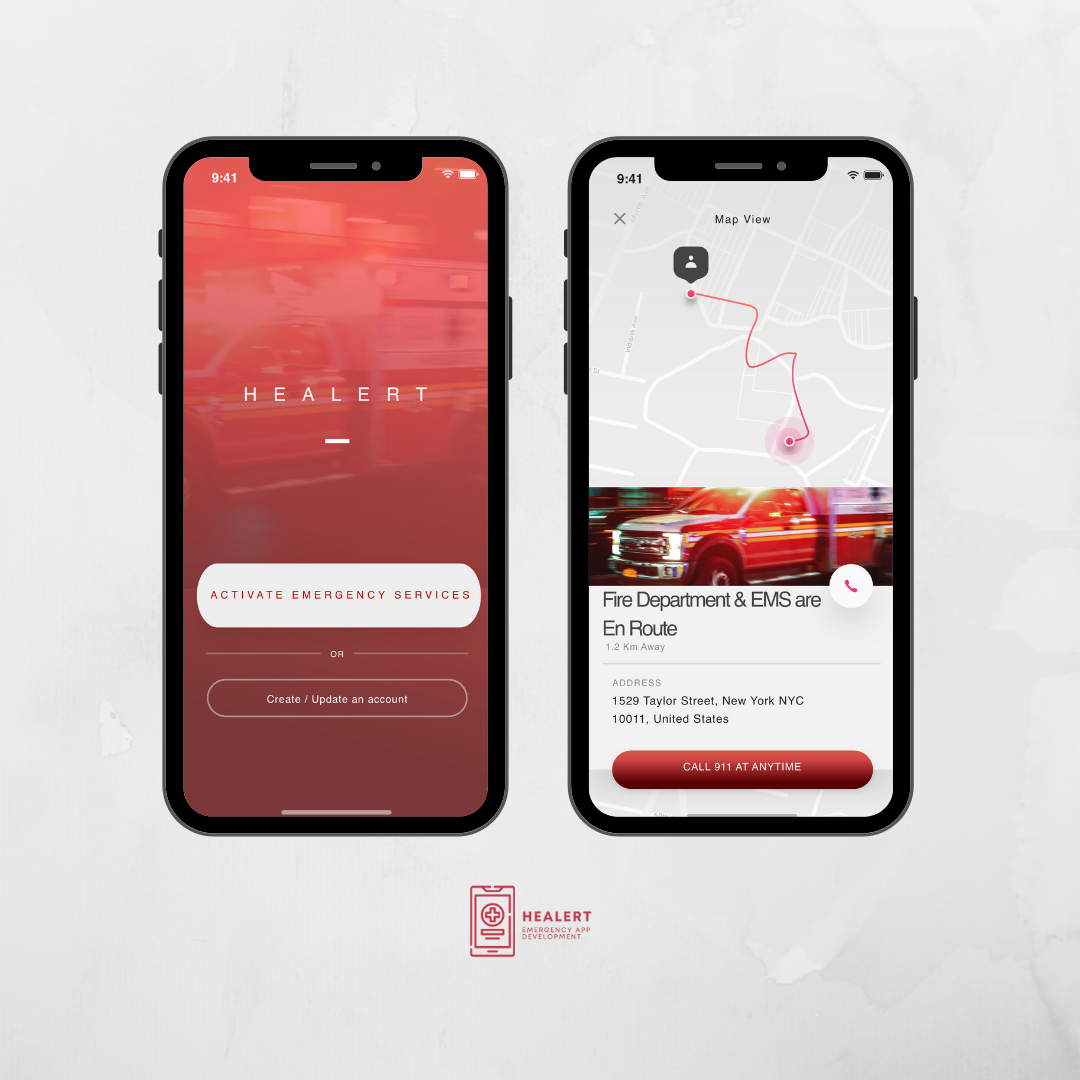 9:41
HEALERT
ACTIVATE EMERGENCY SERVICES
OR
Create / Update an account
9:41
Map View
Indiana Ave
Fire Department & EMS are
En Route
1.2 Km Away
ADDRESS
1529 Taylor Street, New York NYC
10011, United States
CALL 911 AT ANYTIME
HEALERT
EMERGENCY APP
DEVELOPMENT